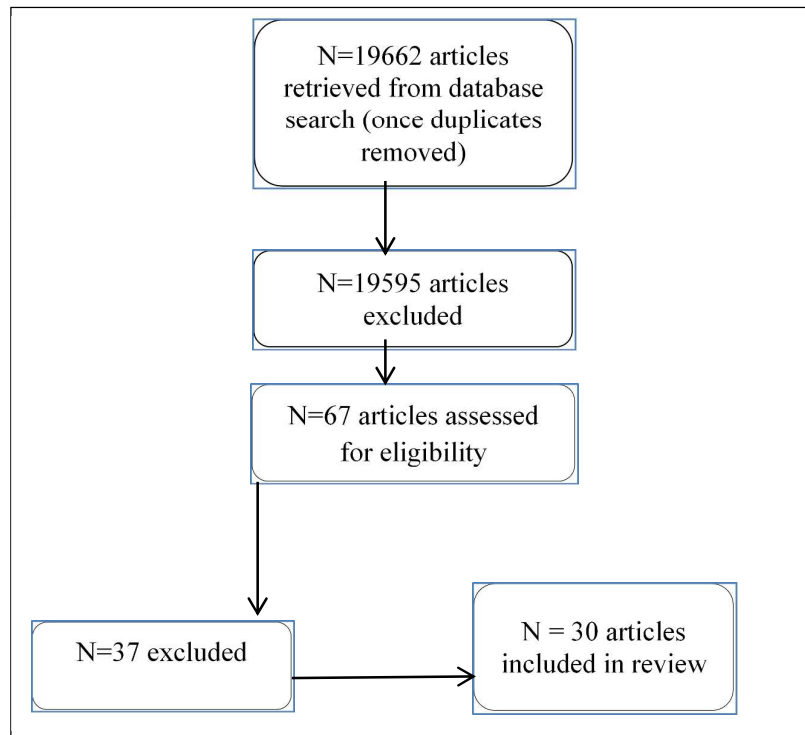 N=19662 articles
retrieved from database
search (once duplicates
removed)
N=19595 articles
excluded
N=67 articles assessed
for eligibility
N=37 excluded
N = 30 articles
included in review